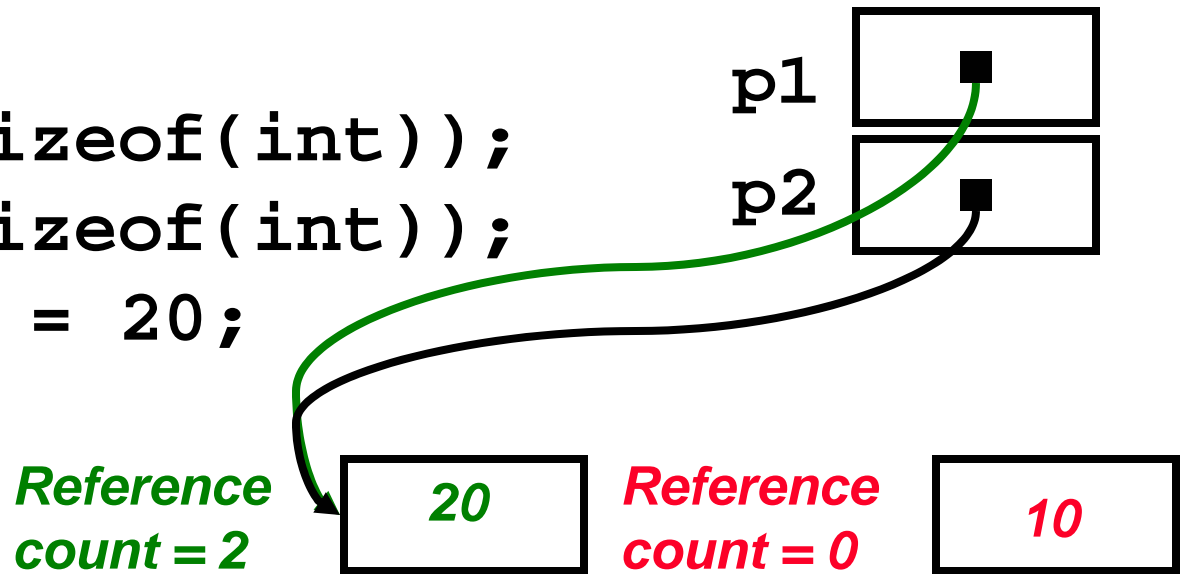 p1
izeof(int));
p2
izeof(int));
= 20;
Reference
count = 2
20
Reference
count = 0
10